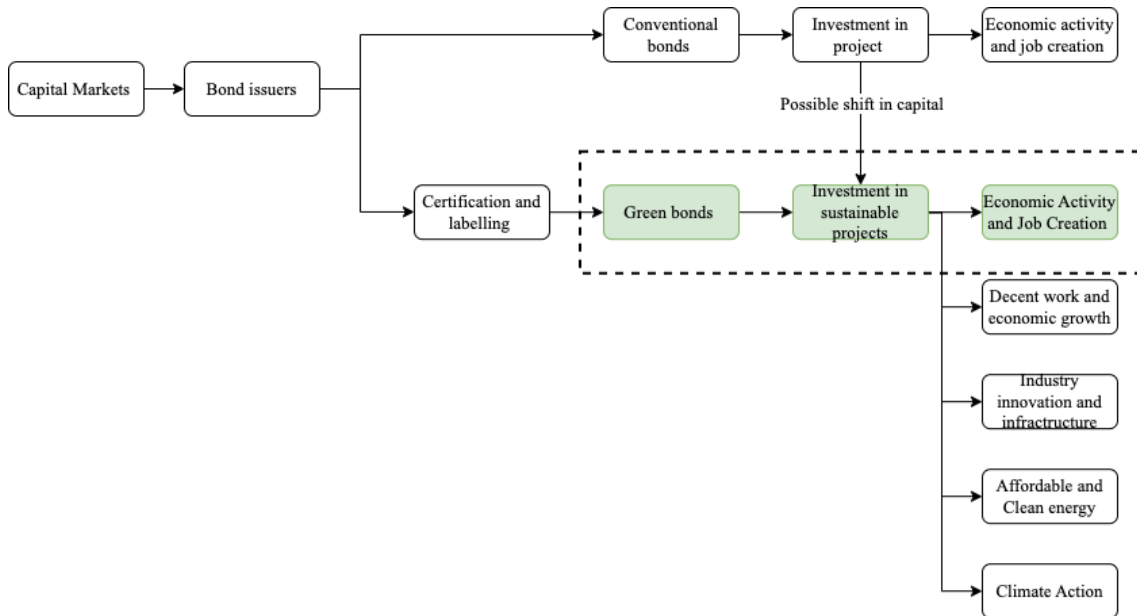 Conventional
bonds
Investment in
project
Economic activity
and job creation
Capital Markets
Bond issuers
Possible shift in capital
Certification and
labelling
Green bonds
Investment in
sustainable
projects
Economic Activity
and Job Creation
Decent work and
economic growth
Industry
innovation and
infractructure
Affordable and
Clean energy
Climate Action